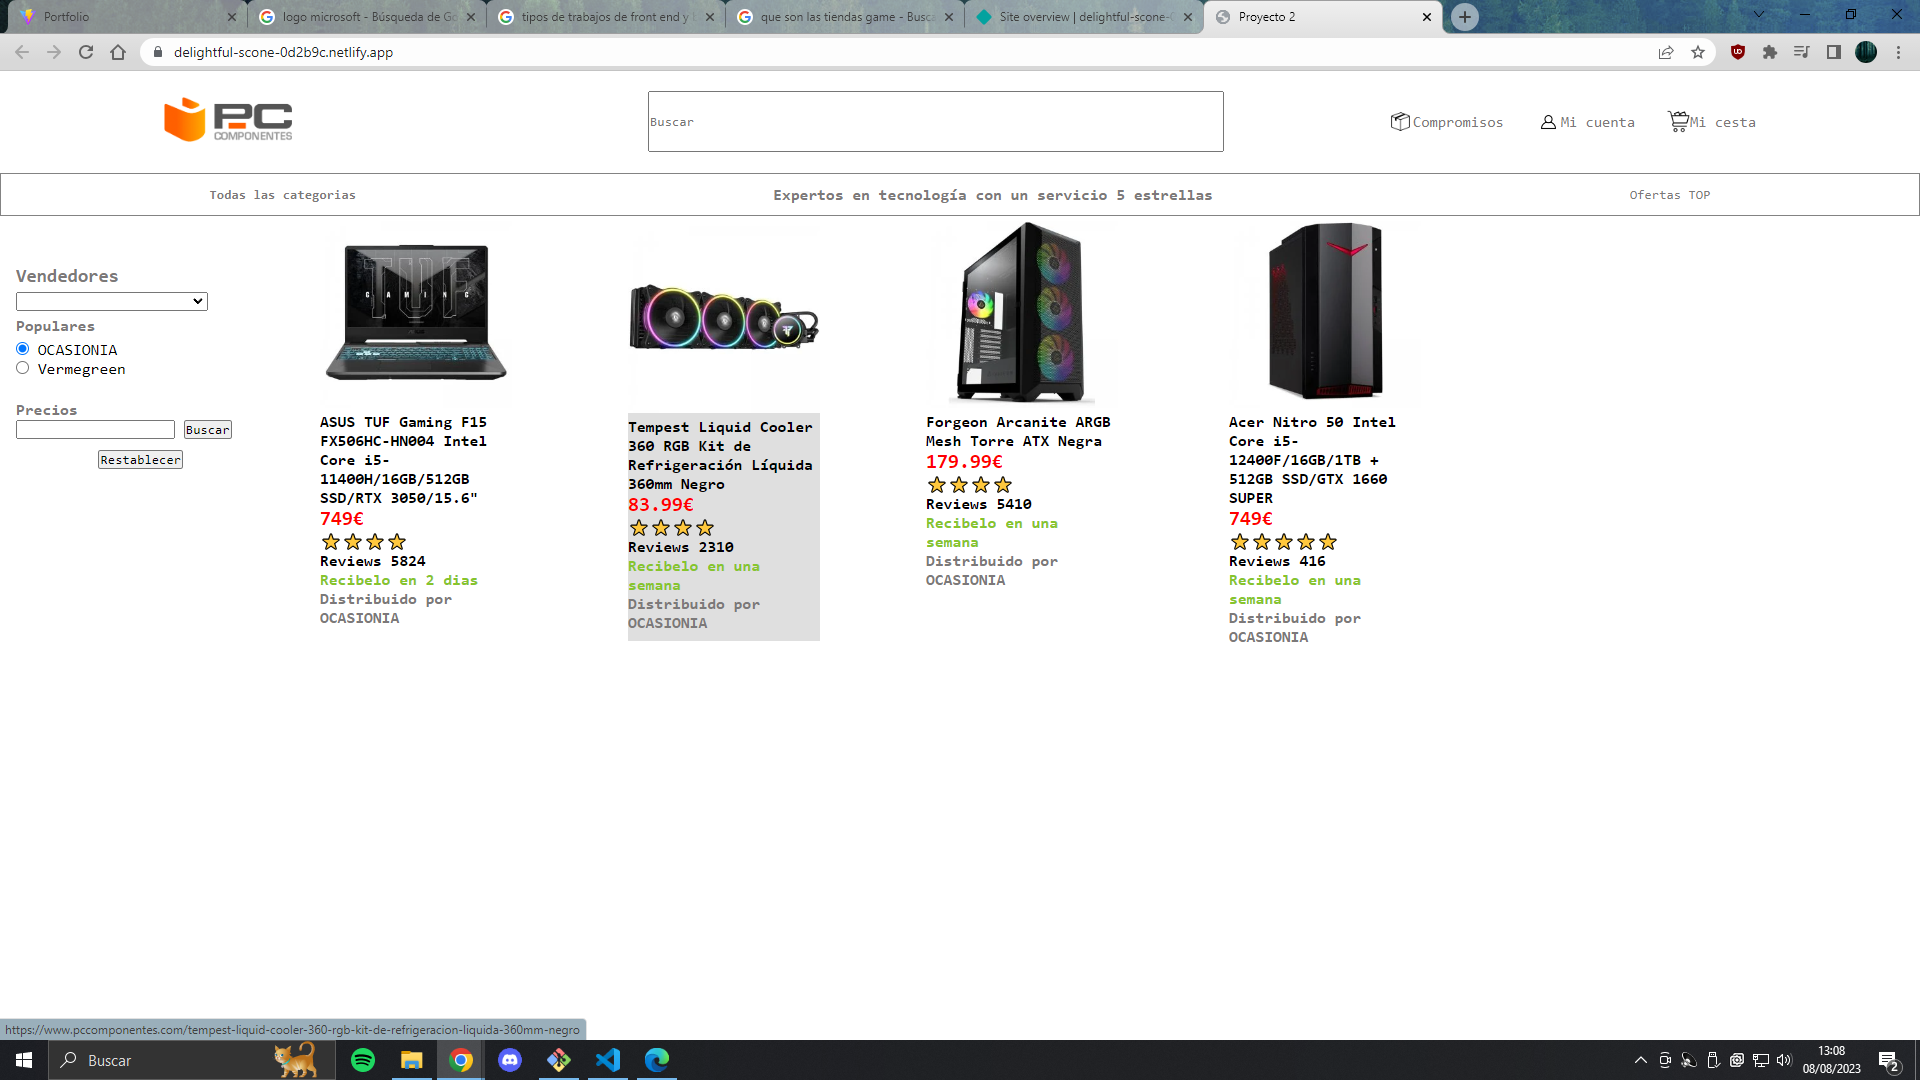 Portfolio
logo microsoft - Búsqueda de Go
tipos de trabajos de front end y b
que son las tiendas game - Busca
Site overview | delightful-scone-0
Proyecto 2
delightful-scone-0d2b9c.netlify.app
PC
COMPONENTES
Buscar
Compromisos
Mi cuenta
Mi cesta
Todas las categorias
Expertos en tecnología con un servicio 5 estrellas
Ofertas TOP
Vendedores
Populares
OCASIONIA
Vermegreen
Precios
Buscar
Restablecer
TUF
GAMING
ASUS TUF Gaming F15
FX506HC-HN004 Intel
Core i5-
11400H/16GB/512GB
SSD/RTX 3050/15.6"
749€
Reviews 5824
Recibelo en 2 dias
Distribuido por
OCASIONIA
Tempest Liquid Cooler
360 RGB Kit de
Refrigeración Líquida
360mm Negro
83.99€
Reviews 2310
Recibelo en una
semana
Distribuido por
OCASIONIA
Forgeon Arcanite ARGB
Mesh Torre ATX Negra
179.99€
Reviews 5410
Recibelo en una
semana
Distribuido por
OCASIONIA
Acer Nitro 50 Intel
Core i5-
12400F/16GB/1TB +
512GB SSD/GTX 1660
SUPER
749€
Reviews 416
Recibelo en una
semana
Distribuido por
OCASIONIA
https://www.pccomponentes.com/tempest-liquid-cooler-360-rgb-kit-de-refrigeracion-liquida-360mm-negro
Buscar
13:08
08/08/2023
2